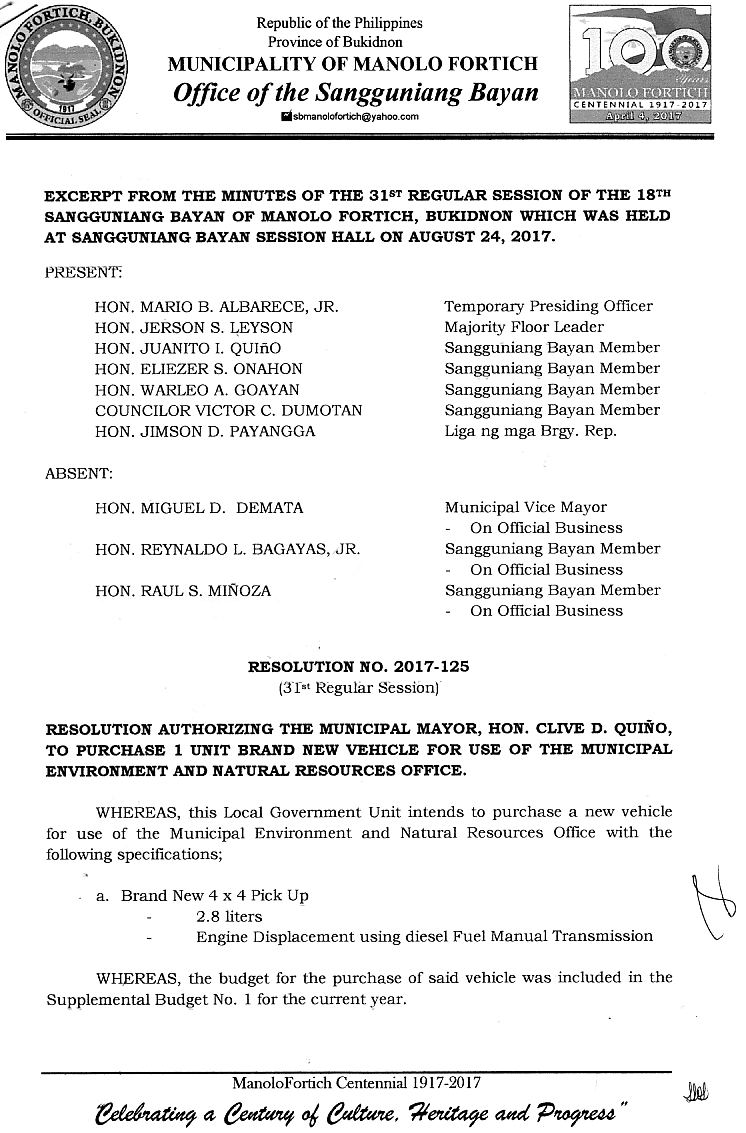 MANOLO FORTICH, BUKIDNON
1917
OFFICIAL SEAL
Republic of the Philippines
Province of Bukidnon
MUNICIPALITY OF MANOLO FORTICH
Office of the Sangguniang Bayan
sbmanolofortich@yahoo.com
100
Years
MANOLO FORTICH
CENTENNIAL 1917-2017
April 4, 2017
EXCERPT FROM THE MINUTES OF THE 31ST REGULAR SESSION OF THE 18TH
SANGGUNIANG BAYAN OF MANOLO FORTICH, BUKIDNON WHICH WAS HELD
AT SANGGUNIANG BAYAN SESSION HALL ON AUGUST 24, 2017.
PRESENT:
HON. MARIO B. ALBARECE, JR. Temporary Presiding Officer
HON. JERSON S. LEYSON Majority Floor Leader
HON. JUANITO I. QUIñO Sangguniang Bayan Member
HON. ELIEZER S. ONAHON Sangguniang Bayan Member
HON. WARLEO A. GOAYAN Sangguniang Bayan Member
COUNCILOR VICTOR C. DUMOTAN Sangguniang Bayan Member
HON. JIMSON D. PAYANGGA Liga ng mga Brgy. Rep.
ABSENT:
HON. MIGUEL D. DEMATA Municipal Vice Mayor
- On Official Business
HON. REYNALDO L. BAGAYAS, JR. Sangguniang Bayan Member
- On Official Business
HON. RAUL S. MIÑOZA Sangguniang Bayan Member
- On Official Business
RESOLUTION NO. 2017-125
(31st Regular Session)
RESOLUTION AUTHORIZING THE MUNICIPAL MAYOR, HON. CLIVE D. QUIÑO,
TO PURCHASE 1 UNIT BRAND NEW VEHICLE FOR USE OF THE MUNICIPAL
ENVIRONMENT AND NATURAL RESOURCES OFFICE.
WHEREAS, this Local Government Unit intends to purchase a new vehicle
for use of the Municipal Environment and Natural Resources Office with the
following specifications;
a. Brand New 4 x 4 Pick Up
- 2.8 liters
- Engine Displacement using diesel Fuel Manual Transmission
WHEREAS, the budget for the purchase of said vehicle was included in the
Supplemental Budget No. 1 for the current year.
ManoloFortich Centennial 1917-2017
"Celebrating a Century of Culture, Heritage and Progress"